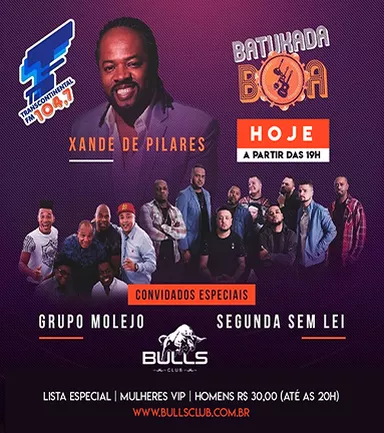 TRANSCONTINENTAL
FM 104,7
BATUKADA
BOA
XANDE DE PILARES
HOJE
A PARTIR DAS 19H
CONVIDADOS ESPECIAIS
GRUPO MOLEJO
SEGUNDA SEM LEI
BULLS
CLUB
LISTA ESPECIAL | MULHERES VIP | HOMENS R$ 30,00 (ATÉ AS 20H)
WWW.BULLSCLUB.COM.BR